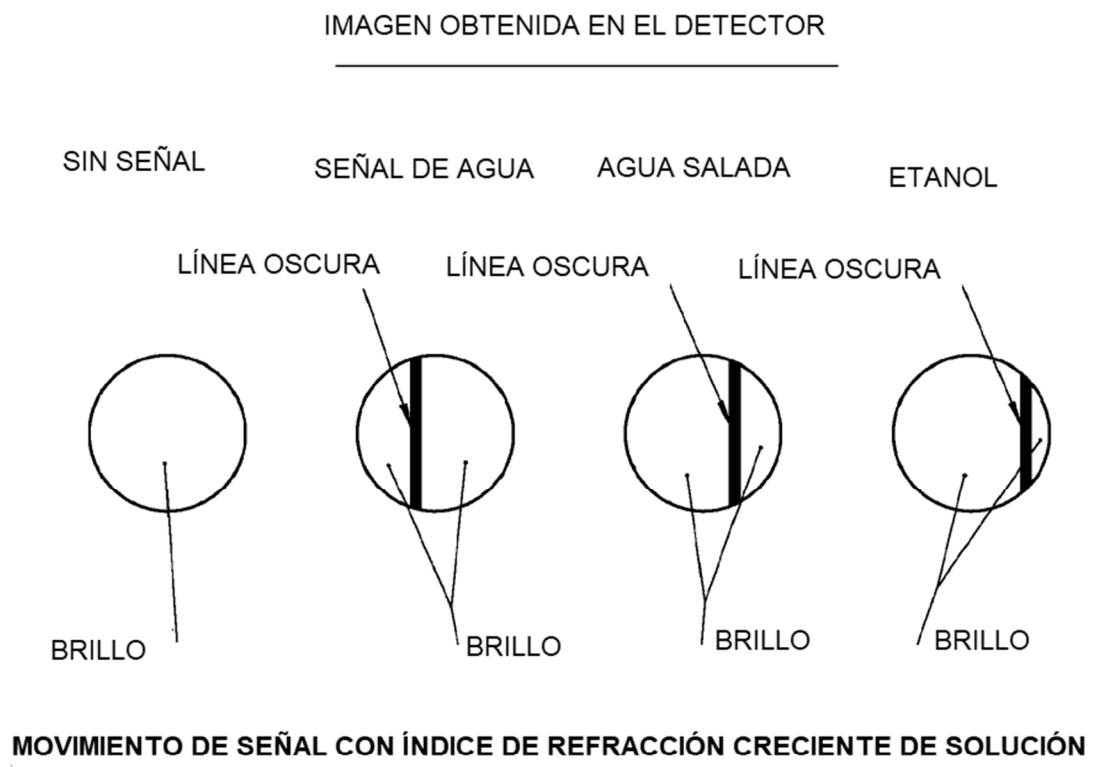 IMAGEN OBTENIDA EN EL DETECTOR
SIN SEÑAL
SEÑAL DE AGUA
AGUA SALADA
ETANOL
LÍNEA OSCURA
LÍNEA OSCURA
LÍNEA OSCURA
BRILLO
BRILLO
BRILLO
BRILLO
MOVIMIENTO DE SEÑAL CON ÍNDICE DE REFRACCIÓN CRECIENTE DE SOLUCIÓN